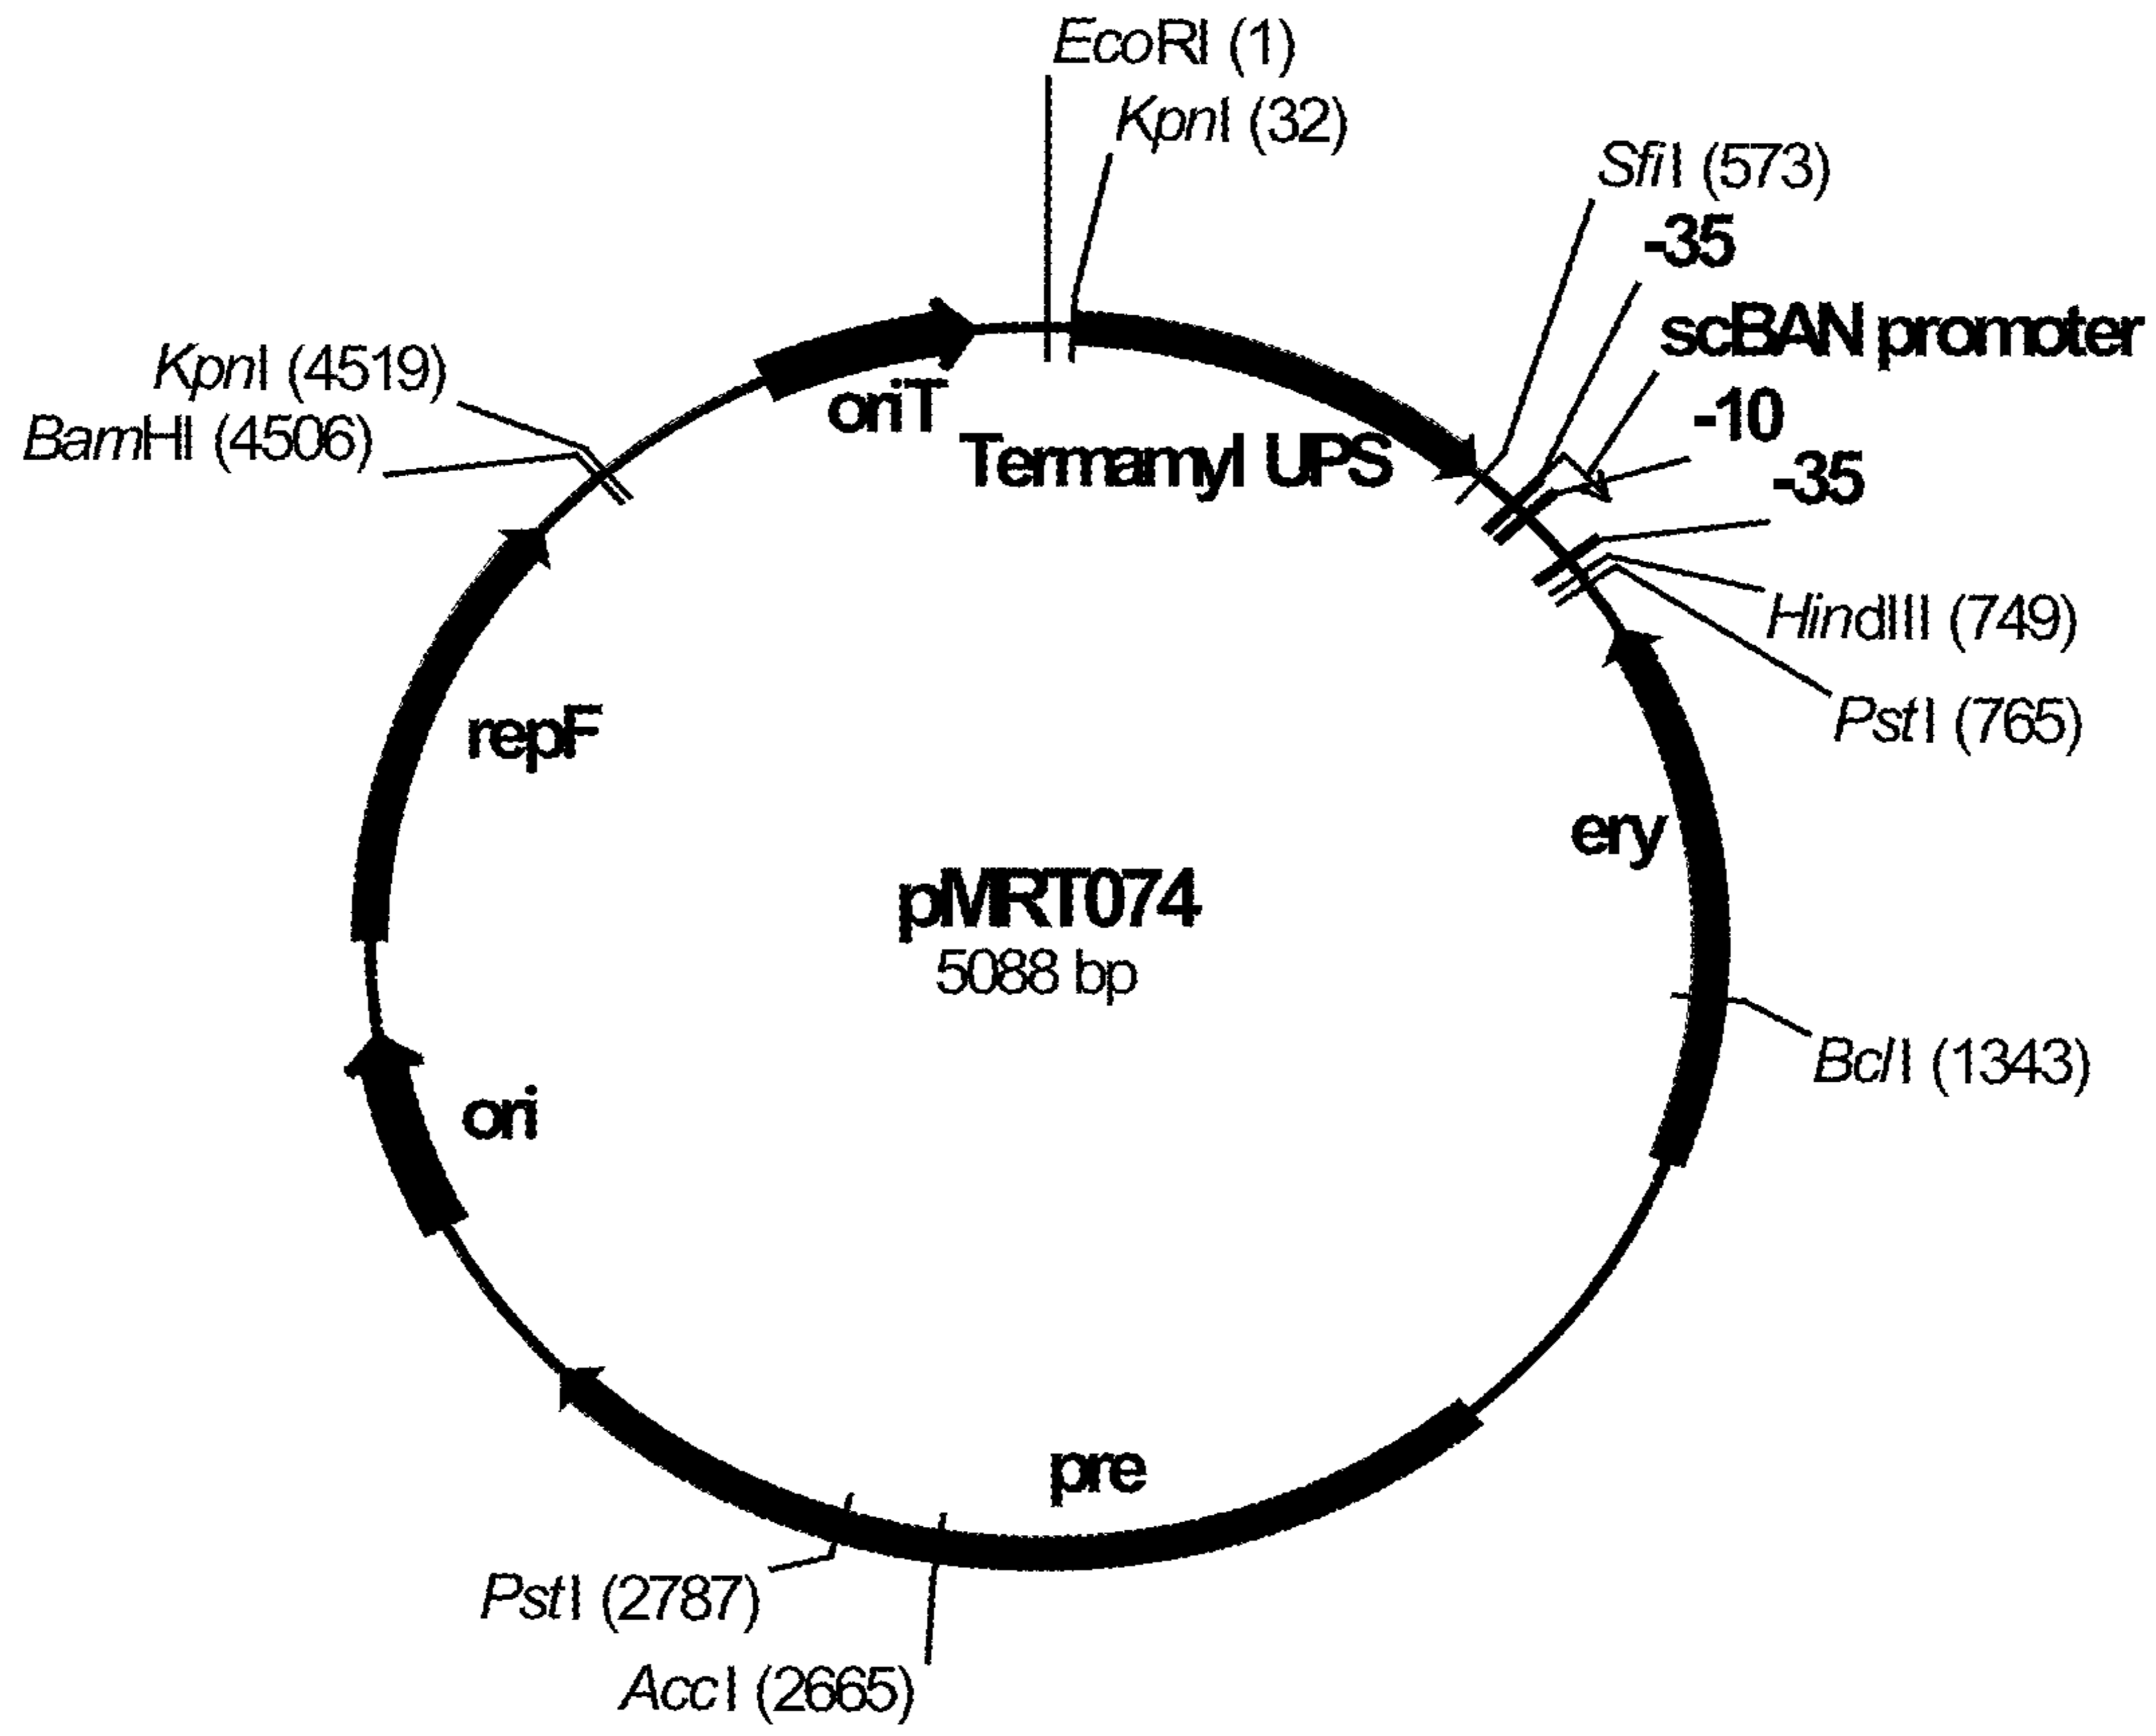 EcoRI (1)
KpnI (32)
SfiI (573)
-35
scBAN promoter
-10
-35
HindIII (749)
PstI (765)
KpnI (4519)
BamHI (4506)
oriT
Termamyl UPS
repF
ery
pMRT074
5088 bp
BclI (1343)
ori
pre
PstI (2787)
AccI (2665)